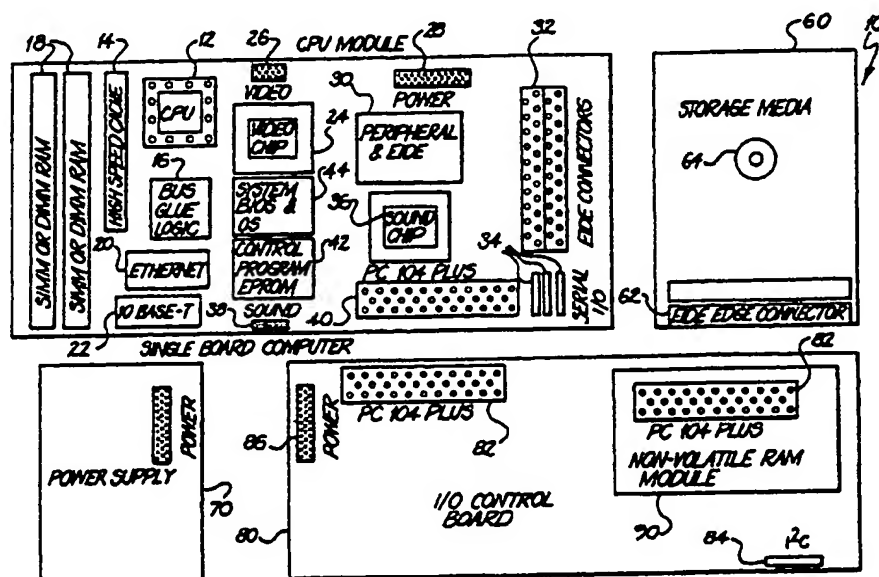 18 14 12 26 CPU MODULE 28 32 60 10
SIMM OR DIMM RAM
SIMM OR DIMM RAM
HIGH SPEED CACHE
CPU
16
BUS
GLUE
LOGIC
20
ETHERNET
10 BASE-T
22
VIDEO
VIDEO
CHIP
24
SYSTEM
BIOS &
OS
44
CONTROL
PROGRAM
EPROM
42
SOUND
38
POWER
30
PERIPHERAL
& EIDE
36
SOUND
CHIP
PC 104 PLUS
40
34
SERIAL
I/O
EIDE CONNECTORS
SINGLE BOARD COMPUTER
STORAGE MEDIA
64
62
EIDE EDGE CONNECTOR
POWER
POWER SUPPLY
70
86
POWER
PC 104 PLUS
82
I/O CONTROL
BOARD
80
82
PC 104 PLUS
NON-VOLATILE RAM
MODULE
90
84
I2C